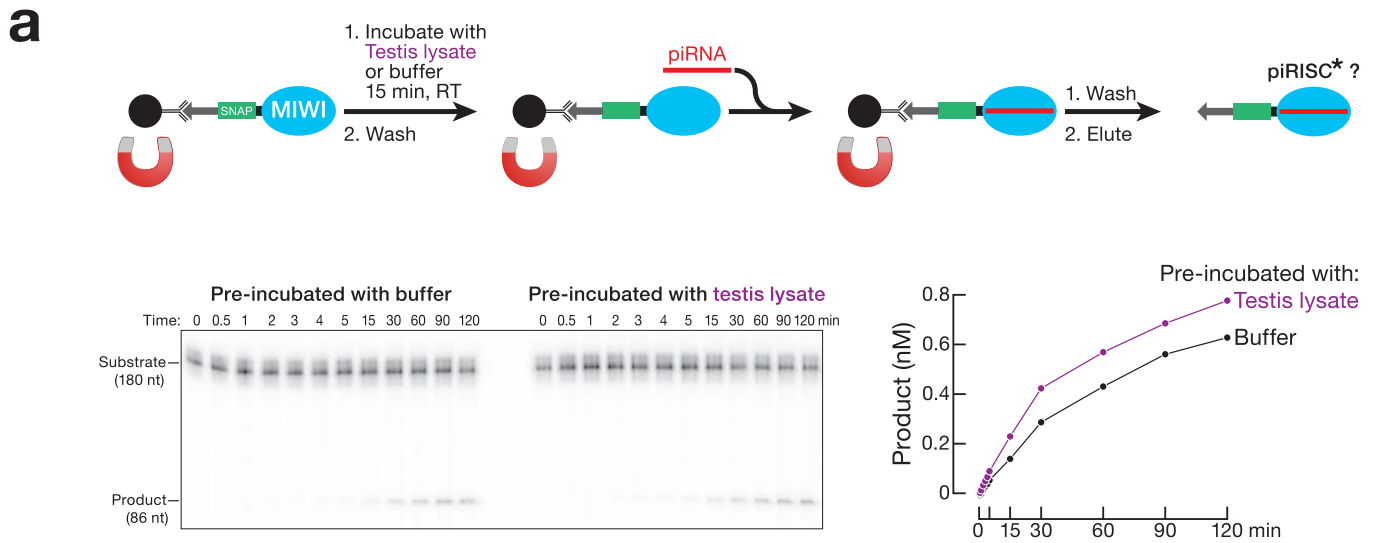 a
1. Incubate with
Testis lysate
or buffer
15 min, RT
2. Wash
SNAP
MIWI
piRNA
1. Wash
2. Elute
piRISC* ?
Pre-incubated with buffer
Time: 0 0.5 1 2 3 4 5 15 30 60 90 120
Pre-incubated with testis lysate
0 0.5 1 2 3 4 5 15 30 60 90 120 min
Substrate
(180 nt)
Product
(86 nt)
Pre-incubated with:
Testis lysate
Buffer
Product (nM)
0.8
0.6
0.4
0.2
0
0 15 30 60 90 120 min